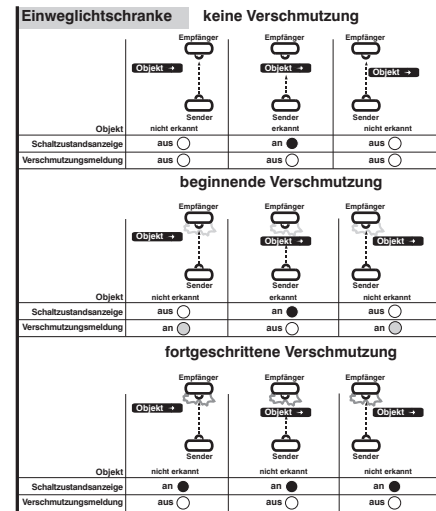 Einweglichtschranke keine Verschmutzung
Empfänger Empfänger Empfänger
Objekt → Objekt → Objekt →
Sender Sender Sender
Objekt nicht erkannt erkannt nicht erkannt
Schaltzustandsanzeige aus an aus
Verschmutzungsmeldung aus aus aus
beginnende Verschmutzung
Empfänger Empfänger Empfänger
Objekt → Objekt → Objekt →
Sender Sender Sender
Objekt nicht erkannt erkannt nicht erkannt
Schaltzustandsanzeige aus an aus
Verschmutzungsmeldung an aus an
fortgeschrittene Verschmutzung
Empfänger Empfänger Empfänger
Objekt → Objekt → Objekt →
Sender Sender Sender
Objekt nicht erkannt nicht erkannt nicht erkannt
Schaltzustandsanzeige an an an
Verschmutzungsmeldung aus aus aus